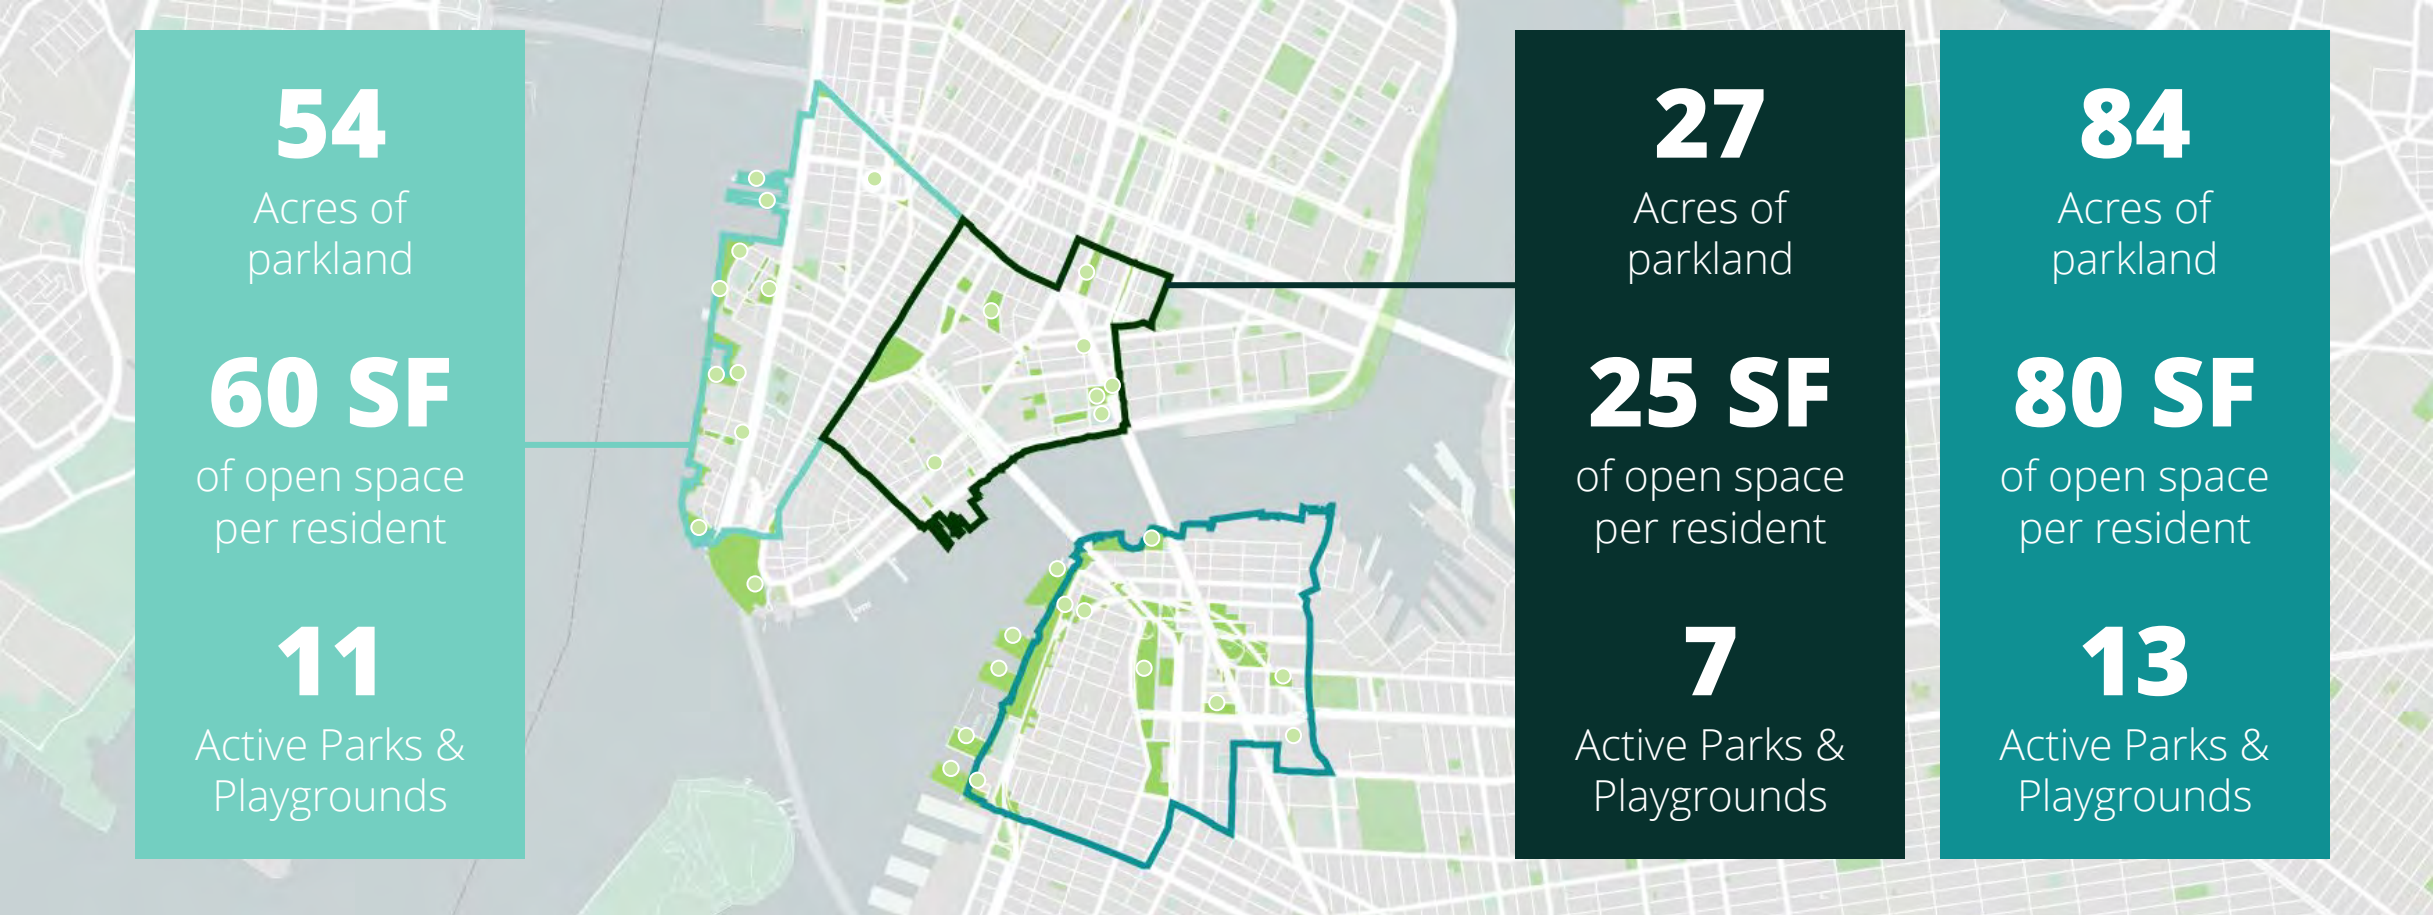 54
Acres of
parkland
60 SF
of open space
per resident
11
Active Parks &
Playgrounds
27
Acres of
parkland
25 SF
of open space
per resident
7
Active Parks &
Playgrounds
84
Acres of
parkland
80 SF
of open space
per resident
13
Active Parks &
Playgrounds